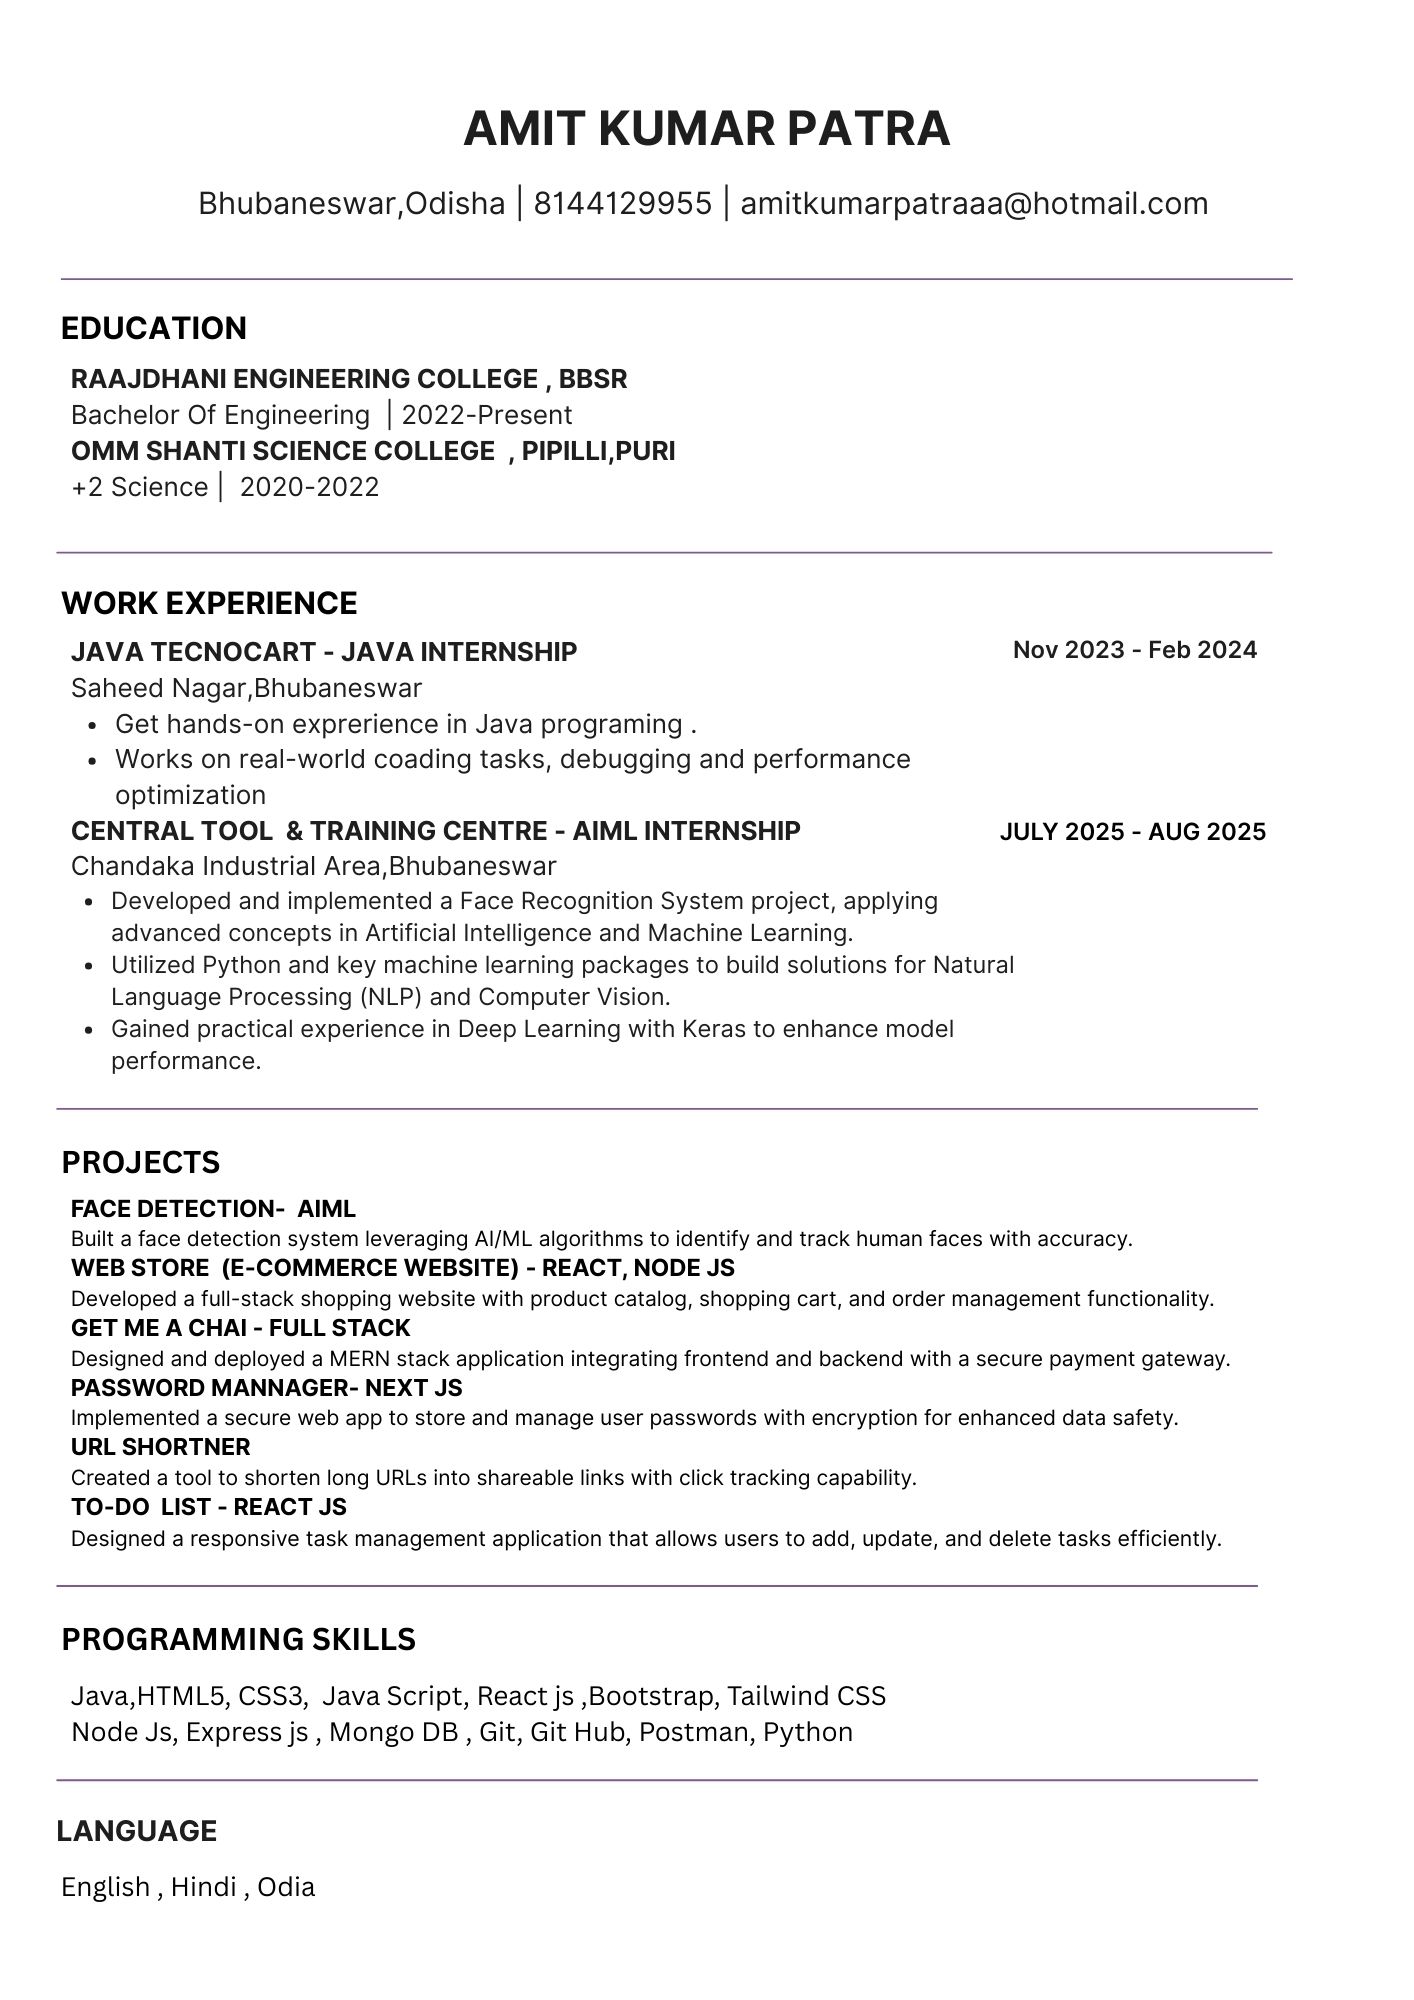 AMIT KUMAR PATRA
Bhubaneswar,Odisha | 8144129955 | amitkumarpatraaa@hotmail.com
EDUCATION
RAAJDHANI ENGINEERING COLLEGE , BBSR
Bachelor Of Engineering | 2022-Present
OMM SHANTI SCIENCE COLLEGE , PIPILLI,PURI
+2 Science | 2020-2022
WORK EXPERIENCE
JAVA TECNOCART - JAVA INTERNSHIP Nov 2023 - Feb 2024
Saheed Nagar,Bhubaneswar
• Get hands-on exprerience in Java programing .
• Works on real-world coading tasks, debugging and performance
optimization
CENTRAL TOOL & TRAINING CENTRE - AIML INTERNSHIP JULY 2025 - AUG 2025
Chandaka Industrial Area,Bhubaneswar
• Developed and implemented a Face Recognition System project, applying
advanced concepts in Artificial Intelligence and Machine Learning.
• Utilized Python and key machine learning packages to build solutions for Natural
Language Processing (NLP) and Computer Vision.
• Gained practical experience in Deep Learning with Keras to enhance model
performance.
PROJECTS
FACE DETECTION- AIML
Built a face detection system leveraging AI/ML algorithms to identify and track human faces with accuracy.
WEB STORE (E-COMMERCE WEBSITE) - REACT, NODE JS
Developed a full-stack shopping website with product catalog, shopping cart, and order management functionality.
GET ME A CHAI - FULL STACK
Designed and deployed a MERN stack application integrating frontend and backend with a secure payment gateway.
PASSWORD MANNAGER- NEXT JS
Implemented a secure web app to store and manage user passwords with encryption for enhanced data safety.
URL SHORTNER
Created a tool to shorten long URLs into shareable links with click tracking capability.
TO-DO LIST - REACT JS
Designed a responsive task management application that allows users to add, update, and delete tasks efficiently.
PROGRAMMING SKILLS
Java,HTML5, CSS3, Java Script, React js ,Bootstrap, Tailwind CSS
Node Js, Express js , Mongo DB , Git, Git Hub, Postman, Python
LANGUAGE
English , Hindi , Odia